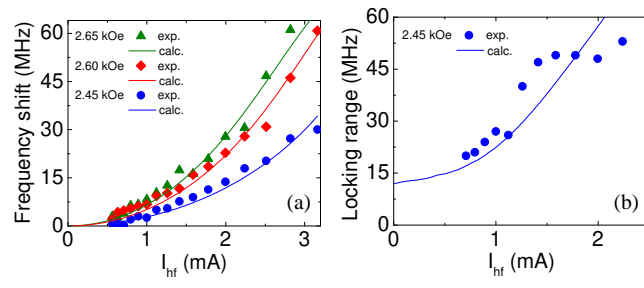 60
45
30
15
0
Frequency shift (MHz)
2.65 kOe exp.
calc.
2.60 kOe exp.
calc.
2.45 kOe exp.
calc.
(a)
0 1 2 3
I_hf (mA)
60
45
30
15
0
Locking range (MHz)
2.45 kOe exp.
calc.
(b)
0 1 2
I_hf (mA)